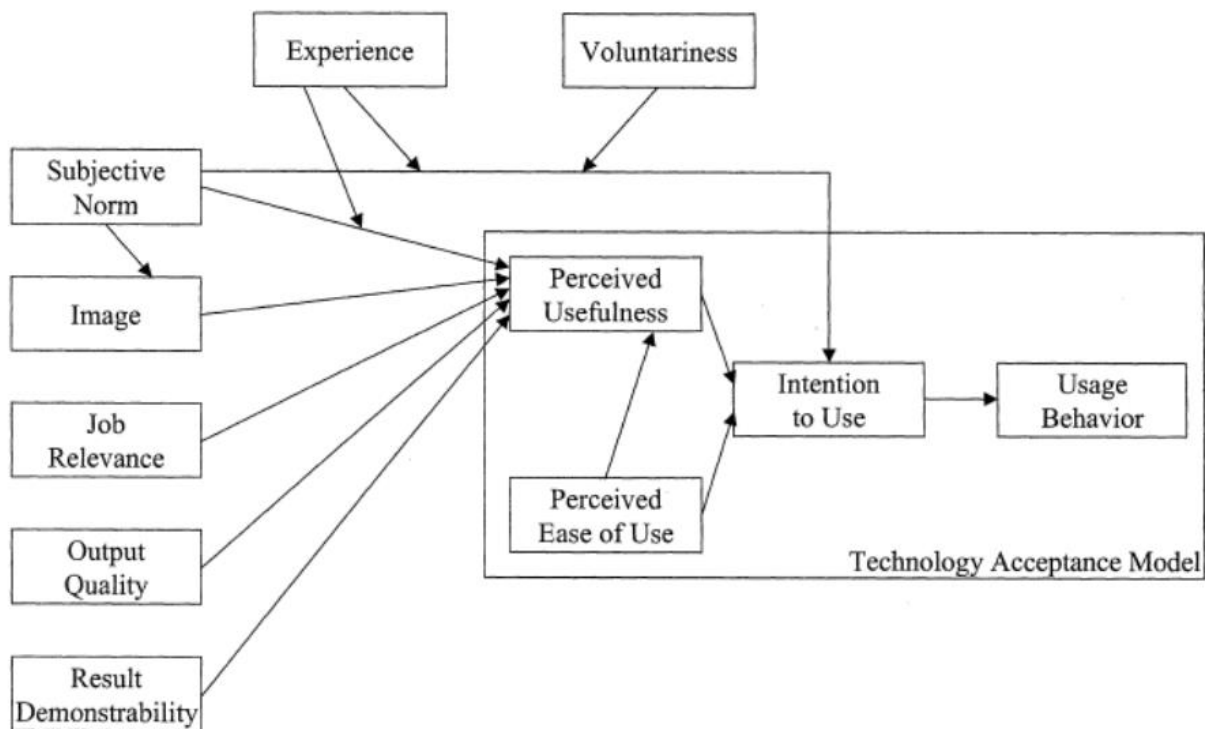 Experience
Voluntariness
Subjective
Norm
Image
Perceived
Usefulness
Job
Relevance
Intention
to Use
Usage
Behavior
Output
Quality
Perceived
Ease of Use
Technology Acceptance Model
Result
Demonstrability